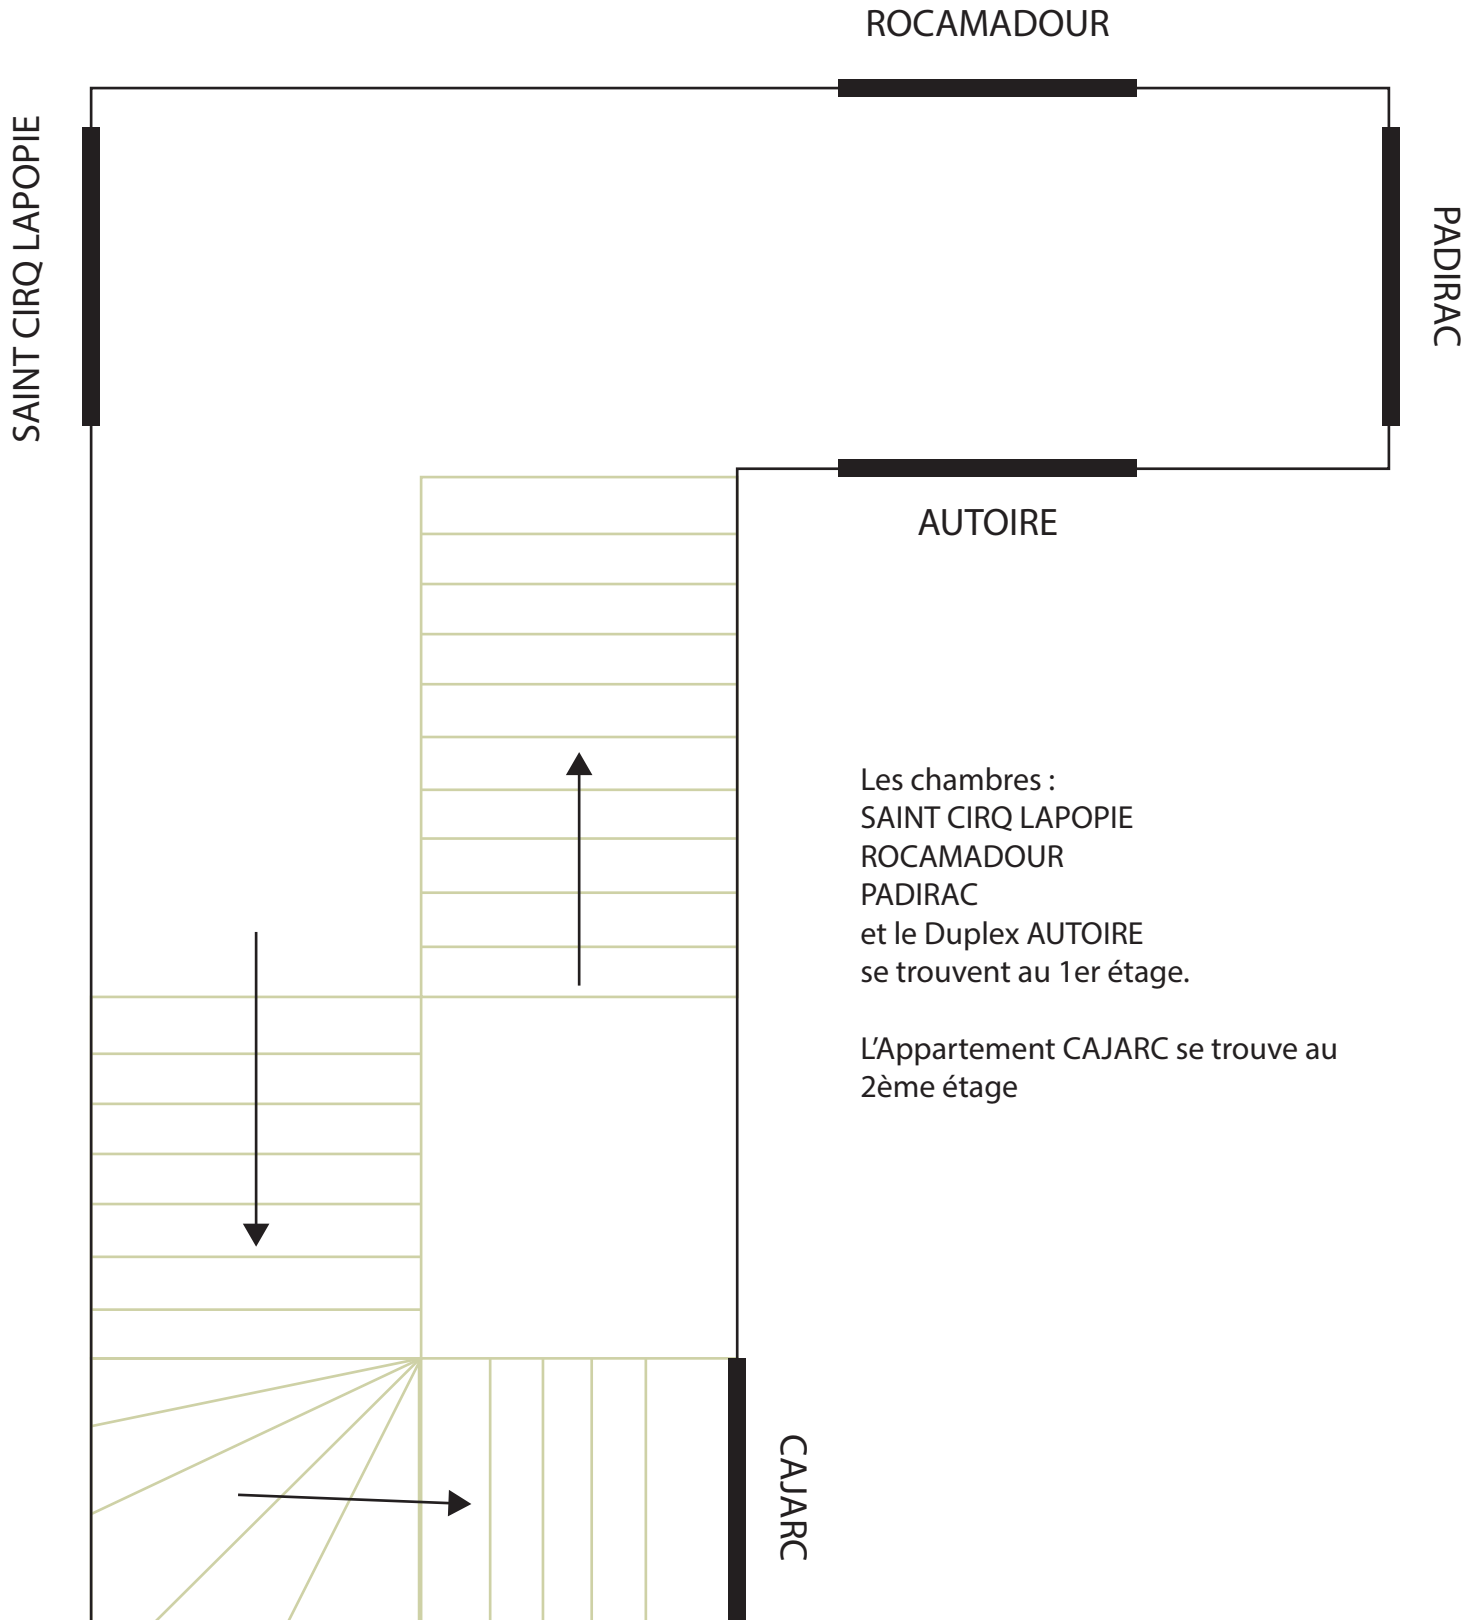 ROCAMADOUR
SAINT CIRQ LAPOPIE
PADIRAC
AUTOIRE
Les chambres :
SAINT CIRQ LAPOPIE
ROCAMADOUR
PADIRAC
et le Duplex AUTOIRE
se trouvent au 1er étage.
L’Appartement CAJARC se trouve au
2ème étage
CAJARC